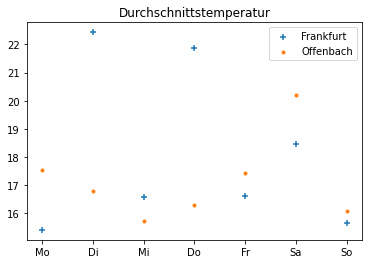 Durchschnittstemperatur
Frankfurt
Offenbach
22
21
20
19
18
17
16
Mo Di Mi Do Fr Sa So